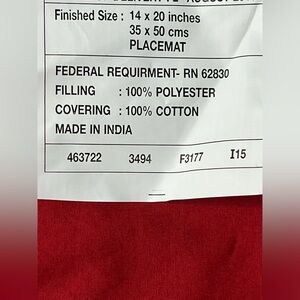 Finished Size : 14 x 20 inches
35 x 50 cms
PLACEMAT
FEDERAL REQUIRMENT- RN 62830
FILLING : 100% POLYESTER
COVERING : 100% COTTON
MADE IN INDIA
463722 3494 F3177 I15